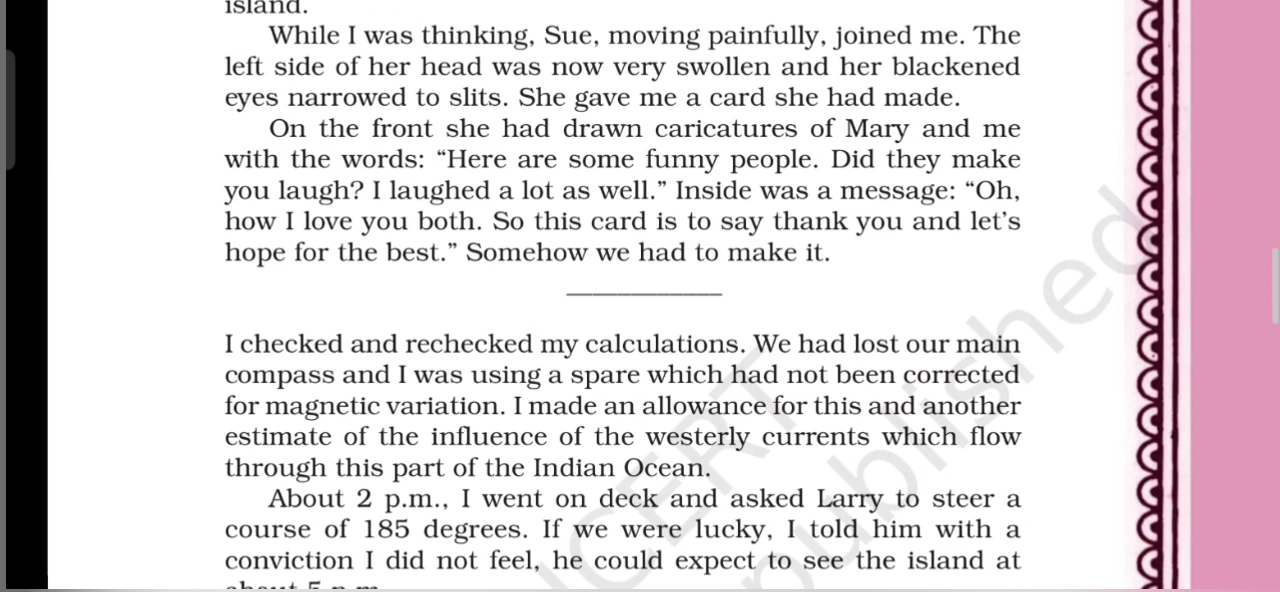 island.
While I was thinking, Sue, moving painfully, joined me. The
left side of her head was now very swollen and her blackened
eyes narrowed to slits. She gave me a card she had made.
On the front she had drawn caricatures of Mary and me
with the words: “Here are some funny people. Did they make
you laugh? I laughed a lot as well.” Inside was a message: “Oh,
how I love you both. So this card is to say thank you and let’s
hope for the best.” Somehow we had to make it.
I checked and rechecked my calculations. We had lost our main
compass and I was using a spare which had not been corrected
for magnetic variation. I made an allowance for this and another
estimate of the influence of the westerly currents which flow
through this part of the Indian Ocean.
About 2 p.m., I went on deck and asked Larry to steer a
course of 185 degrees. If we were lucky, I told him with a
conviction I did not feel, he could expect to see the island at
about 5 p.m.
NCERT
published